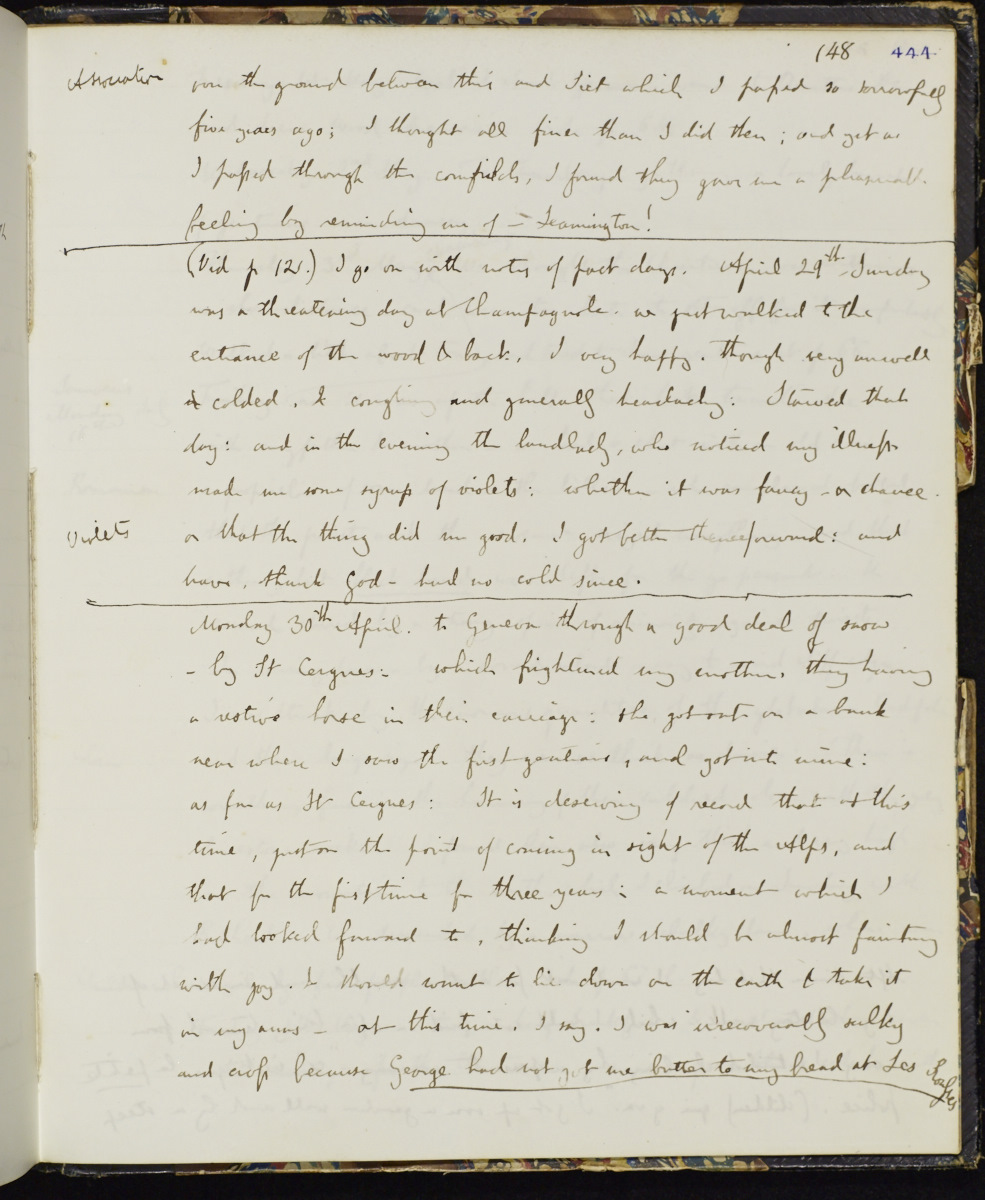 148 444
Association over the ground between this and Siet which I passed so sorrowfully
five years ago; I thought all finer than I did then; and yet as
I passed through the cornfields, I found they gave me a pleasurable
feeling by reminding me of - Leamington!
(Vid p 12 .) I go on with notes of past days. April 29th Sunday
was a threatening day at Champagnole. we just walked to the
entrance of the wood & back. I very happy. though very unwell
& colded. & coughing and generally headachy: Starved that
day: and in the evening the landlady, who noticed my illness
made me some syrup of violets: whether it was fancy - or chance.
Violets or that the thing did me good. I got better thenceforward: and
have, thank God - had no cold since.
Monday 30th April. to Geneva through a good deal of snow
- by St Cergues: which frightened my mother, they having
a restive horse in their carriage: she got out on a bank
near where I saw the first gentians, and got into mine:
as far as St Cergues: It is deserving of record that at this
time, just on the point of coming in sight of the Alps, and
that for the first time for three years: a moment which I
had looked forward to, thinking I should be almost fainting
with joy. & should want to lie down on the earth & take it
in my arms - at this time. I say. I was irrecoverably sulky
and cross because George had not got me butter to my bread at Les Rousses